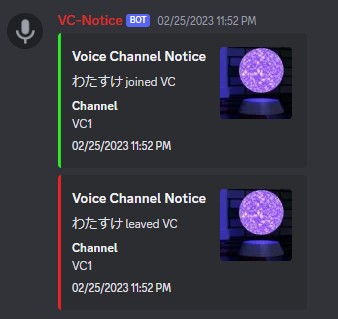 VC-Notice BOT 02/25/2023 11:52 PM
Voice Channel Notice
わたすけ joined VC
Channel
VC1
02/25/2023 11:52 PM
Voice Channel Notice
わたすけ leaved VC
Channel
VC1
02/25/2023 11:52 PM